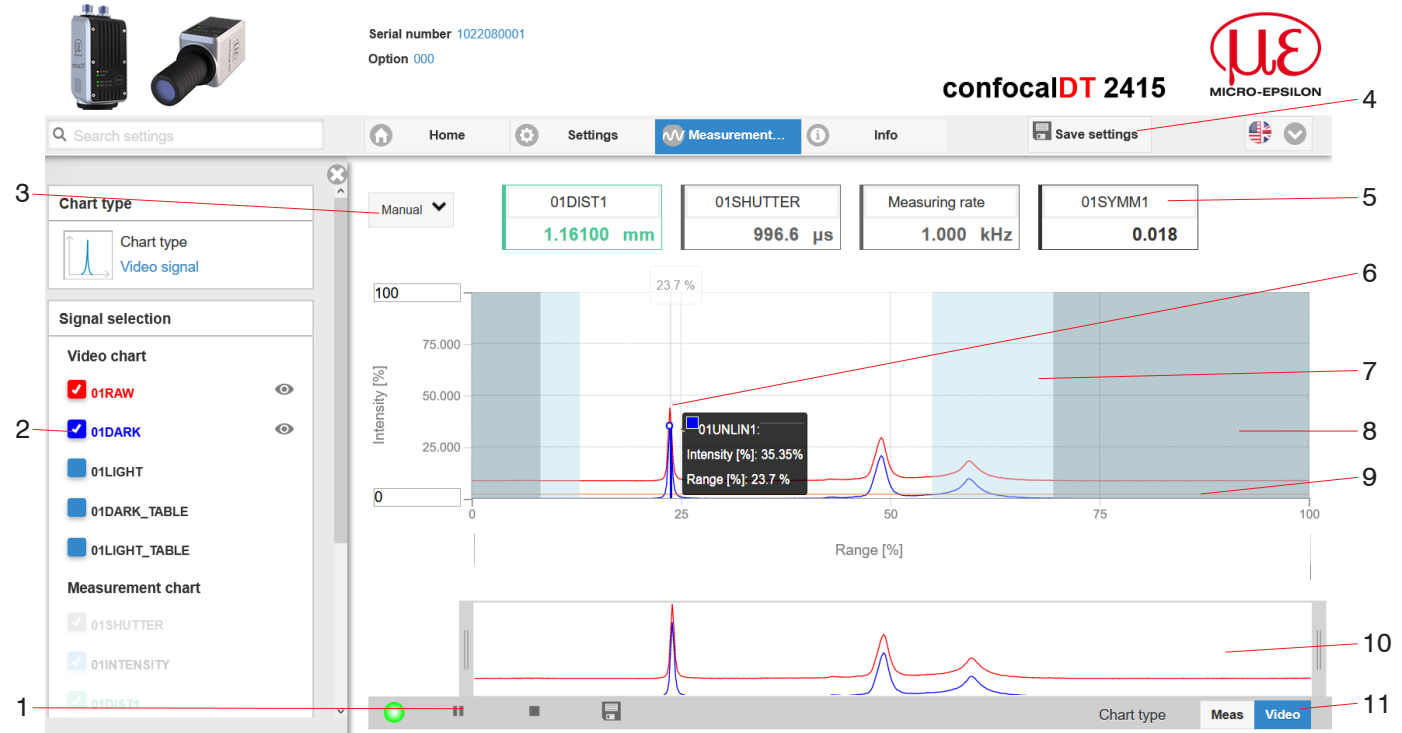 Serial number 1022080001
Option 000
confocalDT 2415
με
MICRO-EPSILON
4
Search settings
Home
Settings
Measurement...
Info
Save settings
3
Chart type
Chart type
Video signal
Manual
01DIST1
1.16100 mm
01SHUTTER
996.6 µs
Measuring rate
1.000 kHz
01SYMM1
0.018
5
6
Signal selection
Video chart
01RAW
2
01DARK
01LIGHT
01DARK_TABLE
01LIGHT_TABLE
Measurement chart
01SHUTTER
01INTENSITY
01DIST1
23.7 %
100
75.000
50.000
25.000
0
Intensity [%]
01UNLIN1:
Intensity [%]: 35.35%
Range [%]: 23.7 %
7
8
9
0
25
50
75
100
Range [%]
10
1
Chart type
Meas
Video
11